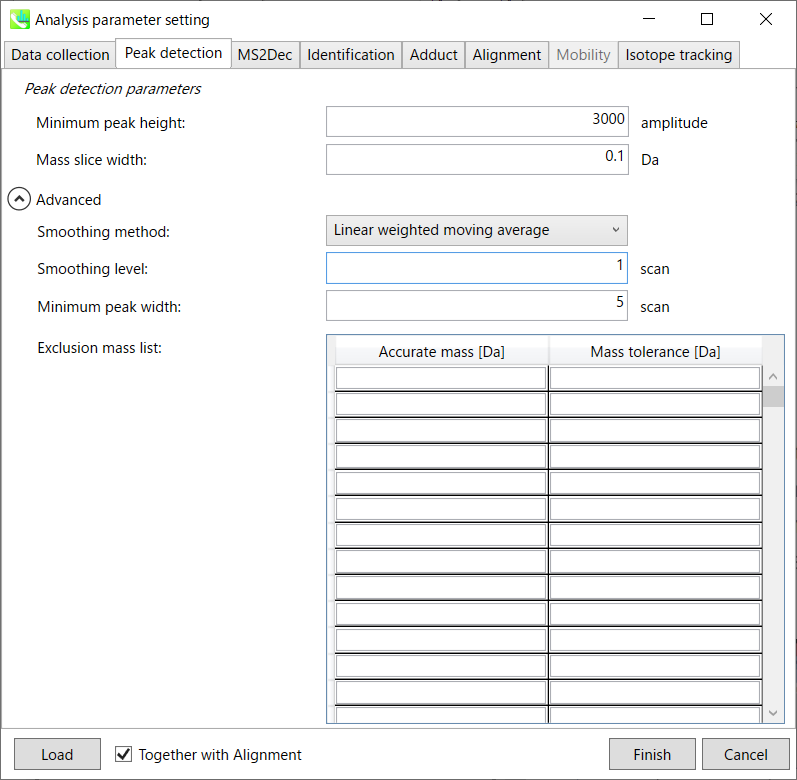 Analysis parameter setting
Data collection Peak detection MS2Dec Identification Adduct Alignment Mobility Isotope tracking
Peak detection parameters
Minimum peak height: 3000 amplitude
Mass slice width: 0.1 Da
Advanced
Smoothing method: Linear weighted moving average
Smoothing level: 1 scan
Minimum peak width: 5 scan
Exclusion mass list: Accurate mass [Da] Mass tolerance [Da]
Load Together with Alignment Finish Cancel